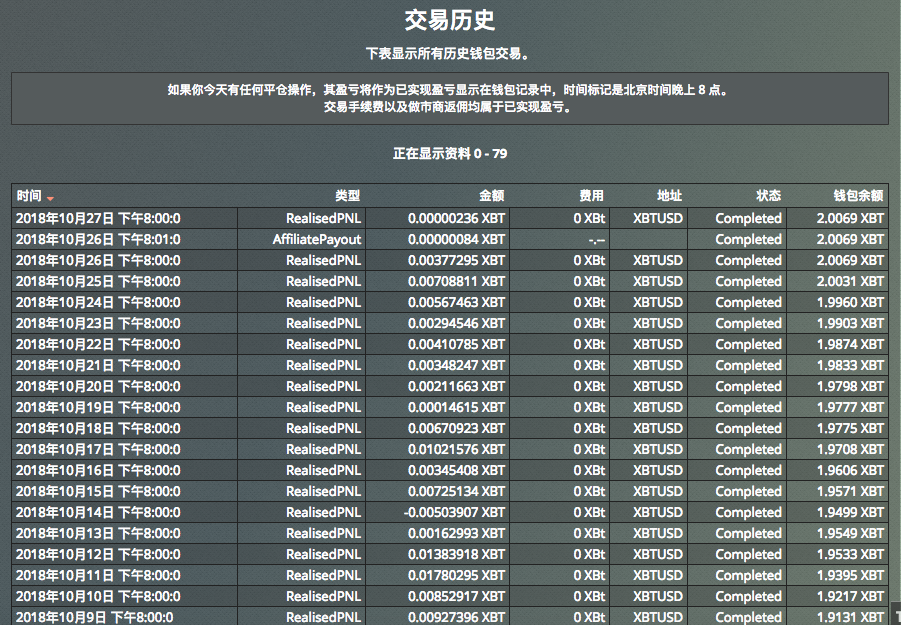 交易历史
下表显示所有历史钱包交易。
如果你今天有任何平仓操作，其盈亏将作为已实现盈亏显示在钱包记录中，时间标记是北京时间晚上 8 点。
交易手续费以及做市商返佣均属于已实现盈亏。
正在显示资料 0 - 79
时间 类型 金额 费用 地址 状态 钱包余额
2018年10月27日 下午8:00:0 RealisedPNL 0.00000236 XBT 0 XBt XBTUSD Completed 2.0069 XBT
2018年10月26日 下午8:01:0 AffiliatePayout 0.00000084 XBT -.-- Completed 2.0069 XBT
2018年10月26日 下午8:00:0 RealisedPNL 0.00377295 XBT 0 XBt XBTUSD Completed 2.0069 XBT
2018年10月25日 下午8:00:0 RealisedPNL 0.00708811 XBT 0 XBt XBTUSD Completed 2.0031 XBT
2018年10月24日 下午8:00:0 RealisedPNL 0.00567463 XBT 0 XBt XBTUSD Completed 1.9960 XBT
2018年10月23日 下午8:00:0 RealisedPNL 0.00294546 XBT 0 XBt XBTUSD Completed 1.9903 XBT
2018年10月22日 下午8:00:0 RealisedPNL 0.00410785 XBT 0 XBt XBTUSD Completed 1.9874 XBT
2018年10月21日 下午8:00:0 RealisedPNL 0.00348247 XBT 0 XBt XBTUSD Completed 1.9833 XBT
2018年10月20日 下午8:00:0 RealisedPNL 0.00211663 XBT 0 XBt XBTUSD Completed 1.9798 XBT
2018年10月19日 下午8:00:0 RealisedPNL 0.00014615 XBT 0 XBt XBTUSD Completed 1.9777 XBT
2018年10月18日 下午8:00:0 RealisedPNL 0.00670923 XBT 0 XBt XBTUSD Completed 1.9775 XBT
2018年10月17日 下午8:00:0 RealisedPNL 0.01021576 XBT 0 XBt XBTUSD Completed 1.9708 XBT
2018年10月16日 下午8:00:0 RealisedPNL 0.00345408 XBT 0 XBt XBTUSD Completed 1.9606 XBT
2018年10月15日 下午8:00:0 RealisedPNL 0.00725134 XBT 0 XBt XBTUSD Completed 1.9571 XBT
2018年10月14日 下午8:00:0 RealisedPNL -0.00503907 XBT 0 XBt XBTUSD Completed 1.9499 XBT
2018年10月13日 下午8:00:0 RealisedPNL 0.00162993 XBT 0 XBt XBTUSD Completed 1.9549 XBT
2018年10月12日 下午8:00:0 RealisedPNL 0.01383918 XBT 0 XBt XBTUSD Completed 1.9533 XBT
2018年10月11日 下午8:00:0 RealisedPNL 0.01780295 XBT 0 XBt XBTUSD Completed 1.9395 XBT
2018年10月10日 下午8:00:0 RealisedPNL 0.00852917 XBT 0 XBt XBTUSD Completed 1.9217 XBT
2018年10月9日 下午8:00:0 RealisedPNL 0.00927396 XBT 0 XBt XBTUSD Completed 1.9131 XBT